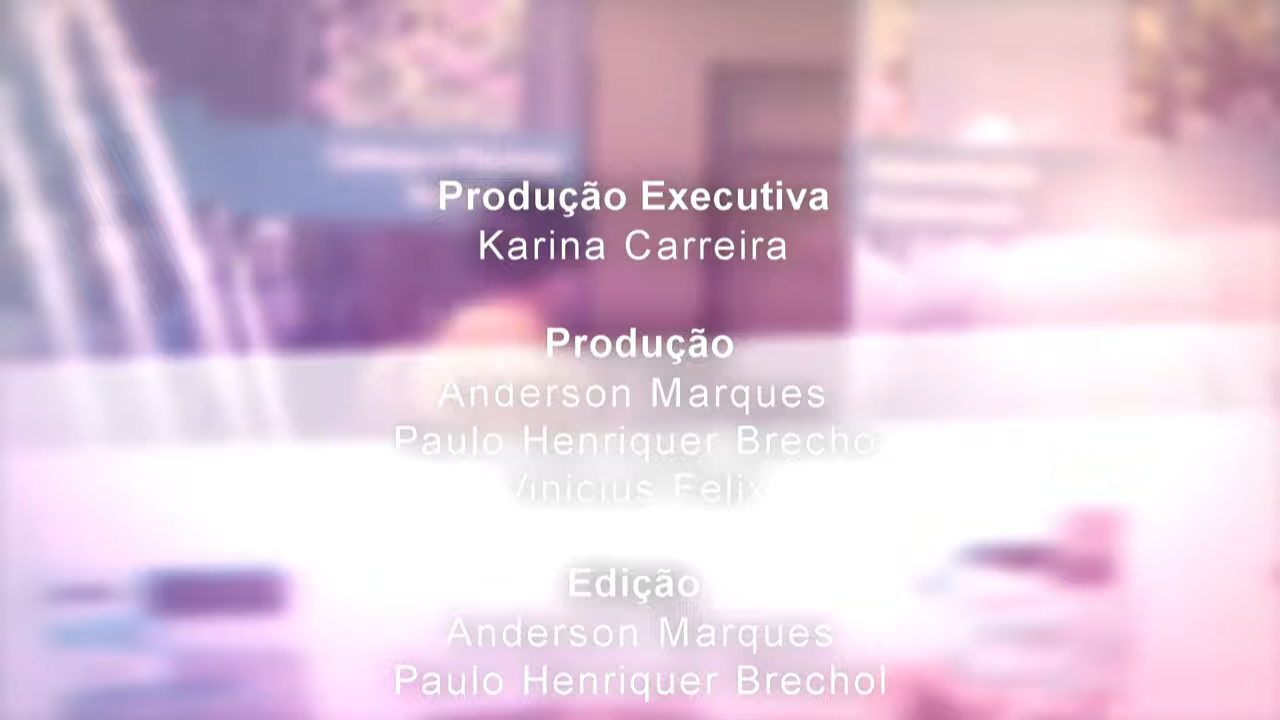 Produção Executiva
Karina Carreira
Produção
Anderson Marques
Paulo Henriquer Brechol
Vinicius Felix
Edição
Anderson Marques
Paulo Henriquer Brechol